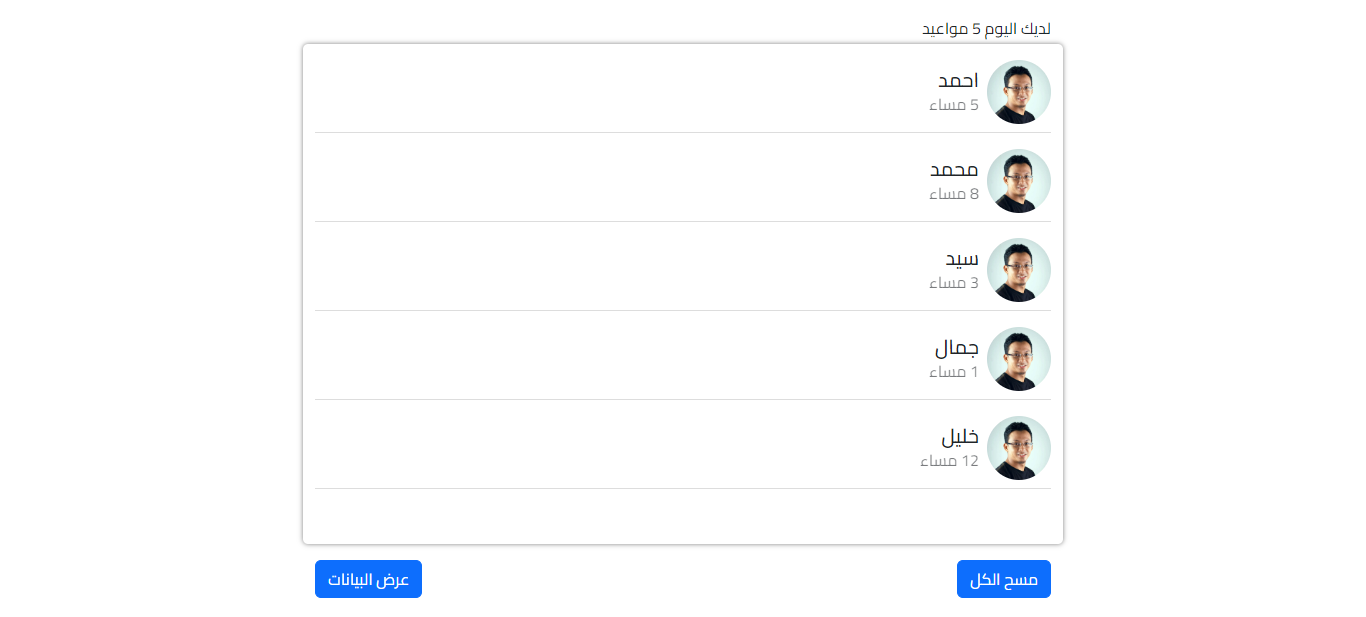 لديك اليوم 5 مواعيد
احمد
5 مساء
محمد
8 مساء
سيد
3 مساء
جمال
1 مساء
خليل
12 مساء
مسح الكل
عرض البيانات